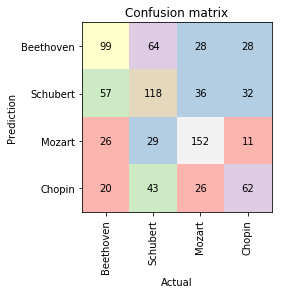 Confusion matrix
Prediction
Beethoven 99 64 28 28
Schubert 57 118 36 32
Mozart 26 29 152 11
Chopin 20 43 26 62
Beethoven Schubert Mozart Chopin
Actual